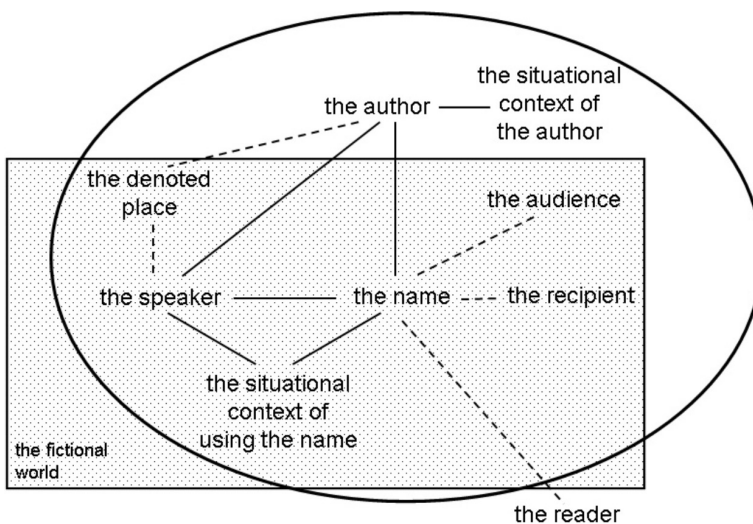 the situational
context of
the author
the author
the denoted
place
the audience
the speaker
the name
the recipient
the situational
context of
using the name
the fictional
world
the reader